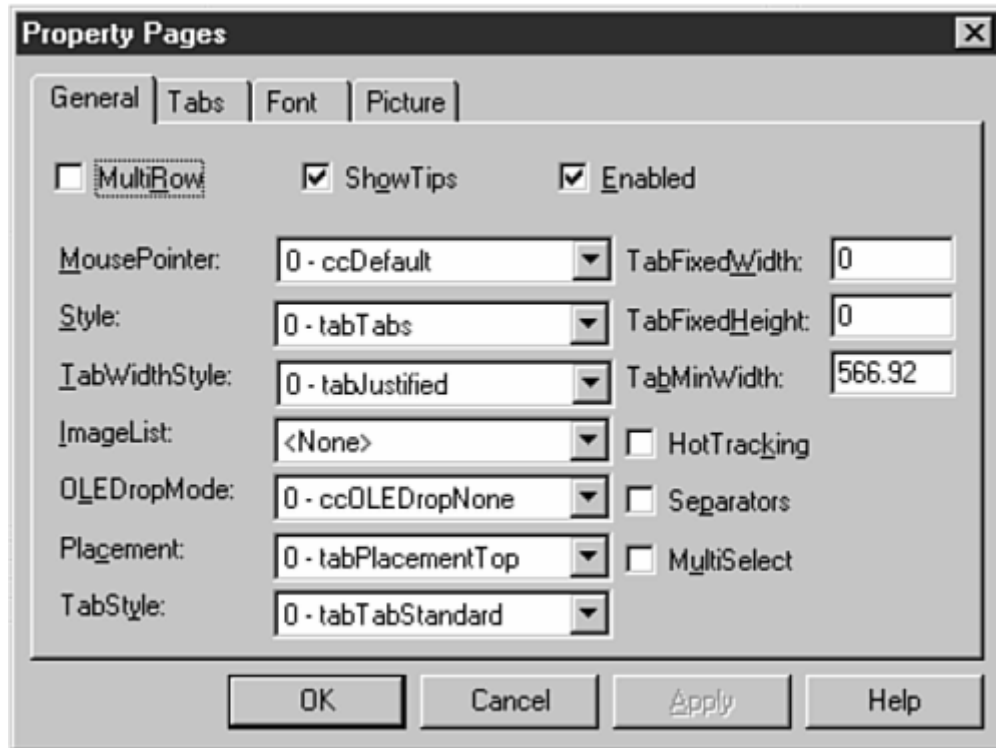 Property Pages
General Tabs Font Picture
MultiRow ShowTips Enabled
MousePointer: 0 - ccDefault TabFixedWidth: 0
Style: 0 - tabTabs TabFixedHeight: 0
TabWidthStyle: 0 - tabJustified TabMinWidth: 566.92
ImageList: <None> HotTracking
OLEDropMode: 0 - ccOLEDropNone Separators
Placement: 0 - tabPlacementTop MultiSelect
TabStyle: 0 - tabTabStandard
OK Cancel Apply Help